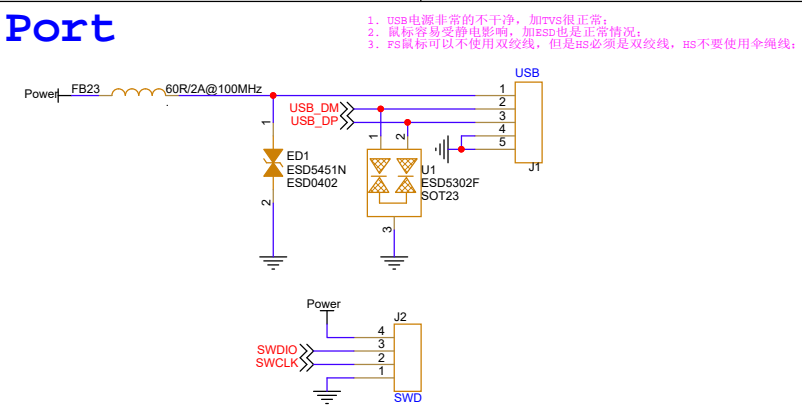 Port
1. USB电源非常的不干净，加TVS很正常；
2. 鼠标容易受静电影响，加ESD也是正常情况；
3. FS鼠标可以不使用双绞线，但是HS必须是双绞线，HS不要使用伞绳线；
USB
Power
FB23
60R/2A@100MHz
1
USB_DM
2
USB_DP
3
4
5
J1
1
2
ED1
ESD5451N
ESD0402
2
1
2
U1
ESD5302F
SOT23
3
Power
J2
4
SWDIO
3
SWCLK
2
1
SWD